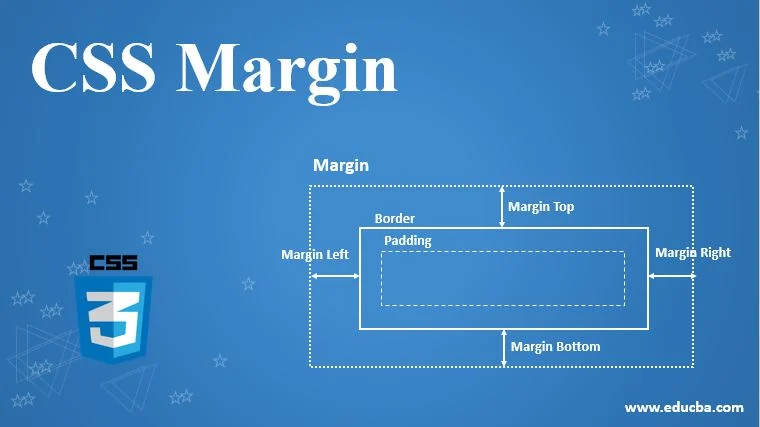 CSS Margin
Margin
Margin Top
Border
Padding
Margin Left
Margin Right
CSS
3
Margin Bottom
www.educba.com